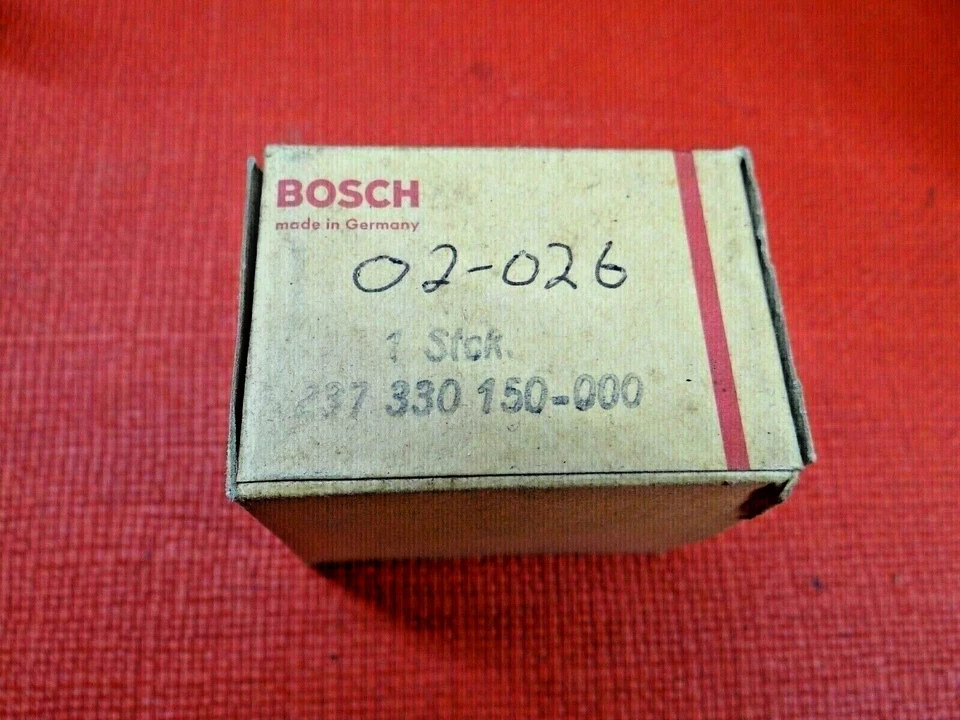 BOSCH
made in Germany
02-026
1 Stck.
237 330 150-000